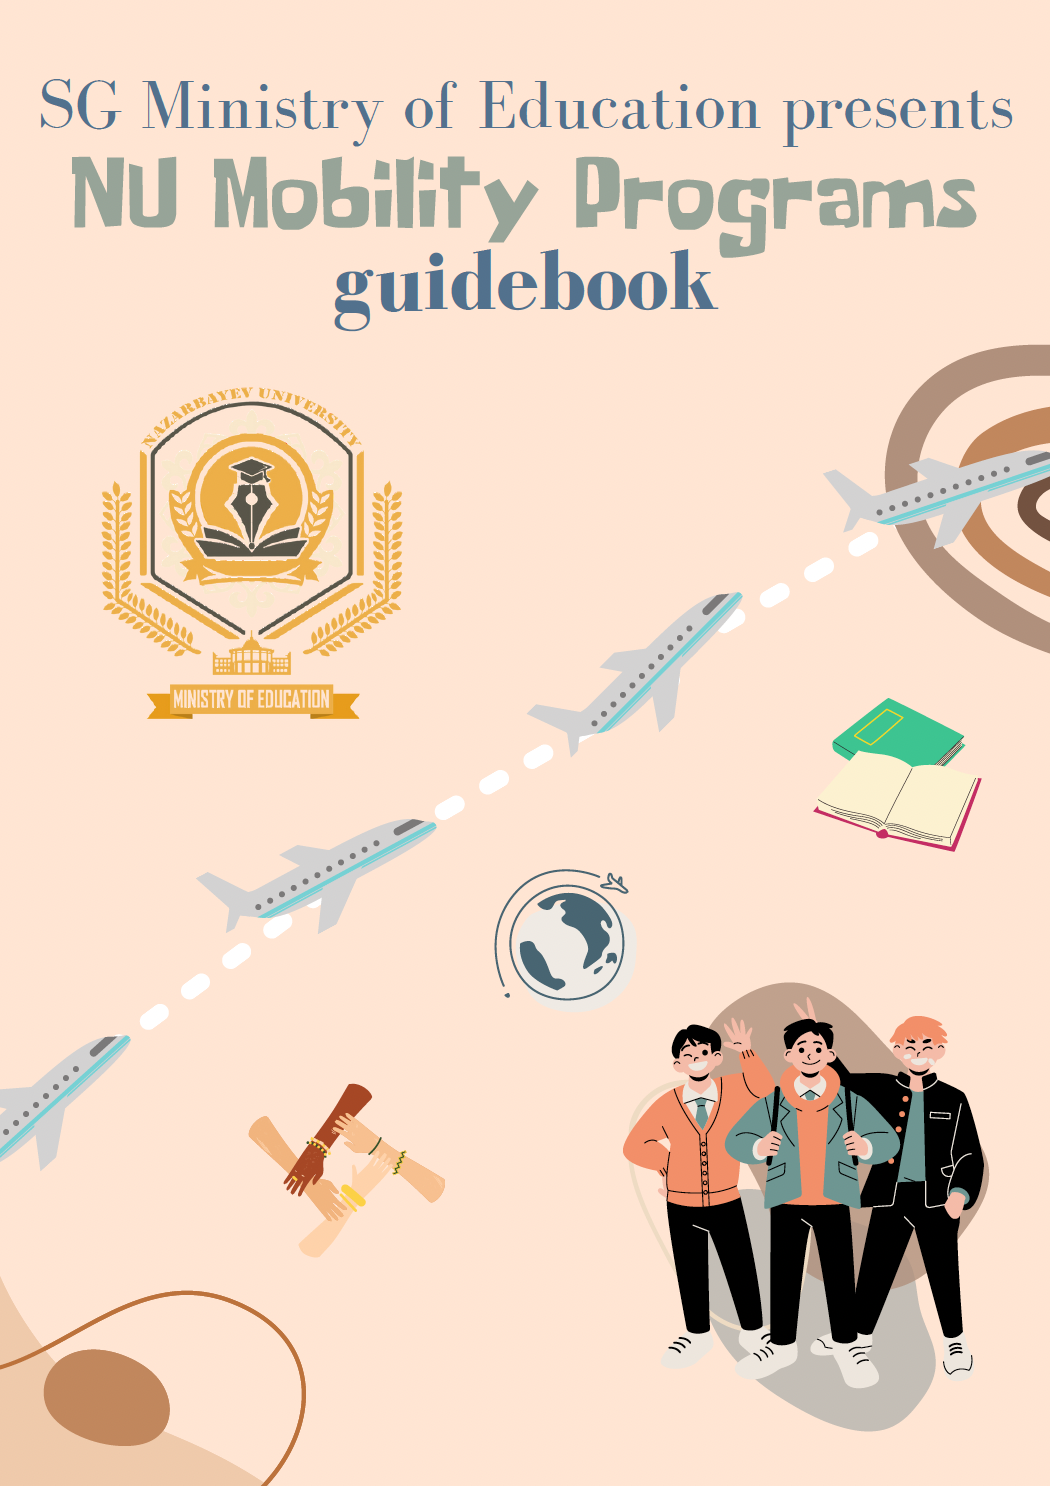 SG Ministry of Education presents
NU Mobility Programs
guidebook
NAZARBAYEV UNIVERSITY
MINISTRY OF EDUCATION